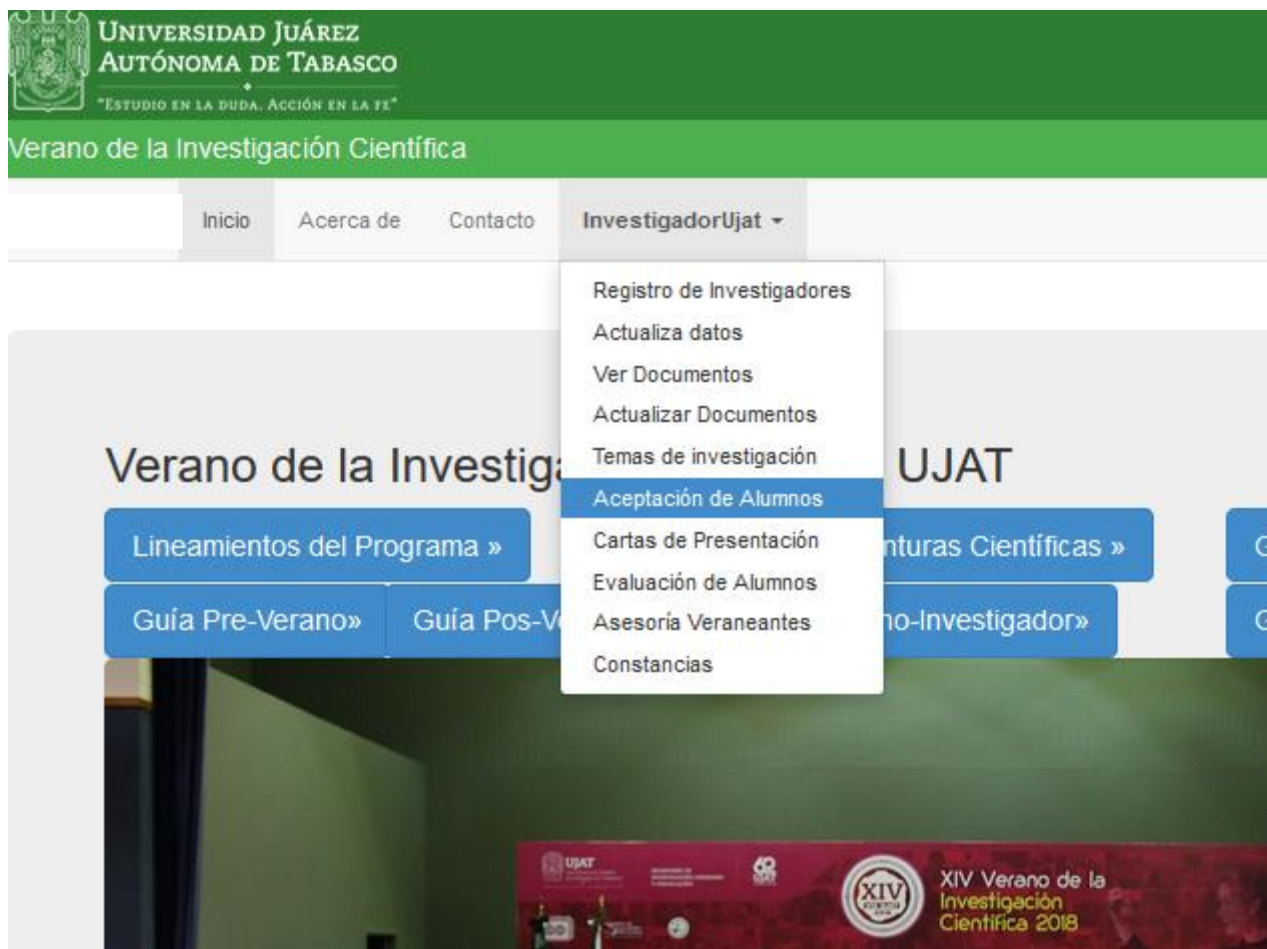 UNIVERSIDAD JUÁREZ
AUTÓNOMA DE TABASCO
"ESTUDIO EN LA DUDA. ACCIÓN EN LA FE"
Verano de la Investigación Científica
Inicio Acerca de Contacto InvestigadorUjat
Registro de Investigadores
Actualiza datos
Ver Documentos
Actualizar Documentos
Temas de investigación
Aceptación de Alumnos
Cartas de Presentación
Evaluación de Alumnos
Asesoría Veraneantes
Constancias
Verano de la Investiga UJAT
Lineamientos del Programa » nturas Científicas » G
Guía Pre-Verano» Guía Pos-V no-Investigador» G
UJAT
60
XIV
XIV Verano de la
Investigación
Científica 2018